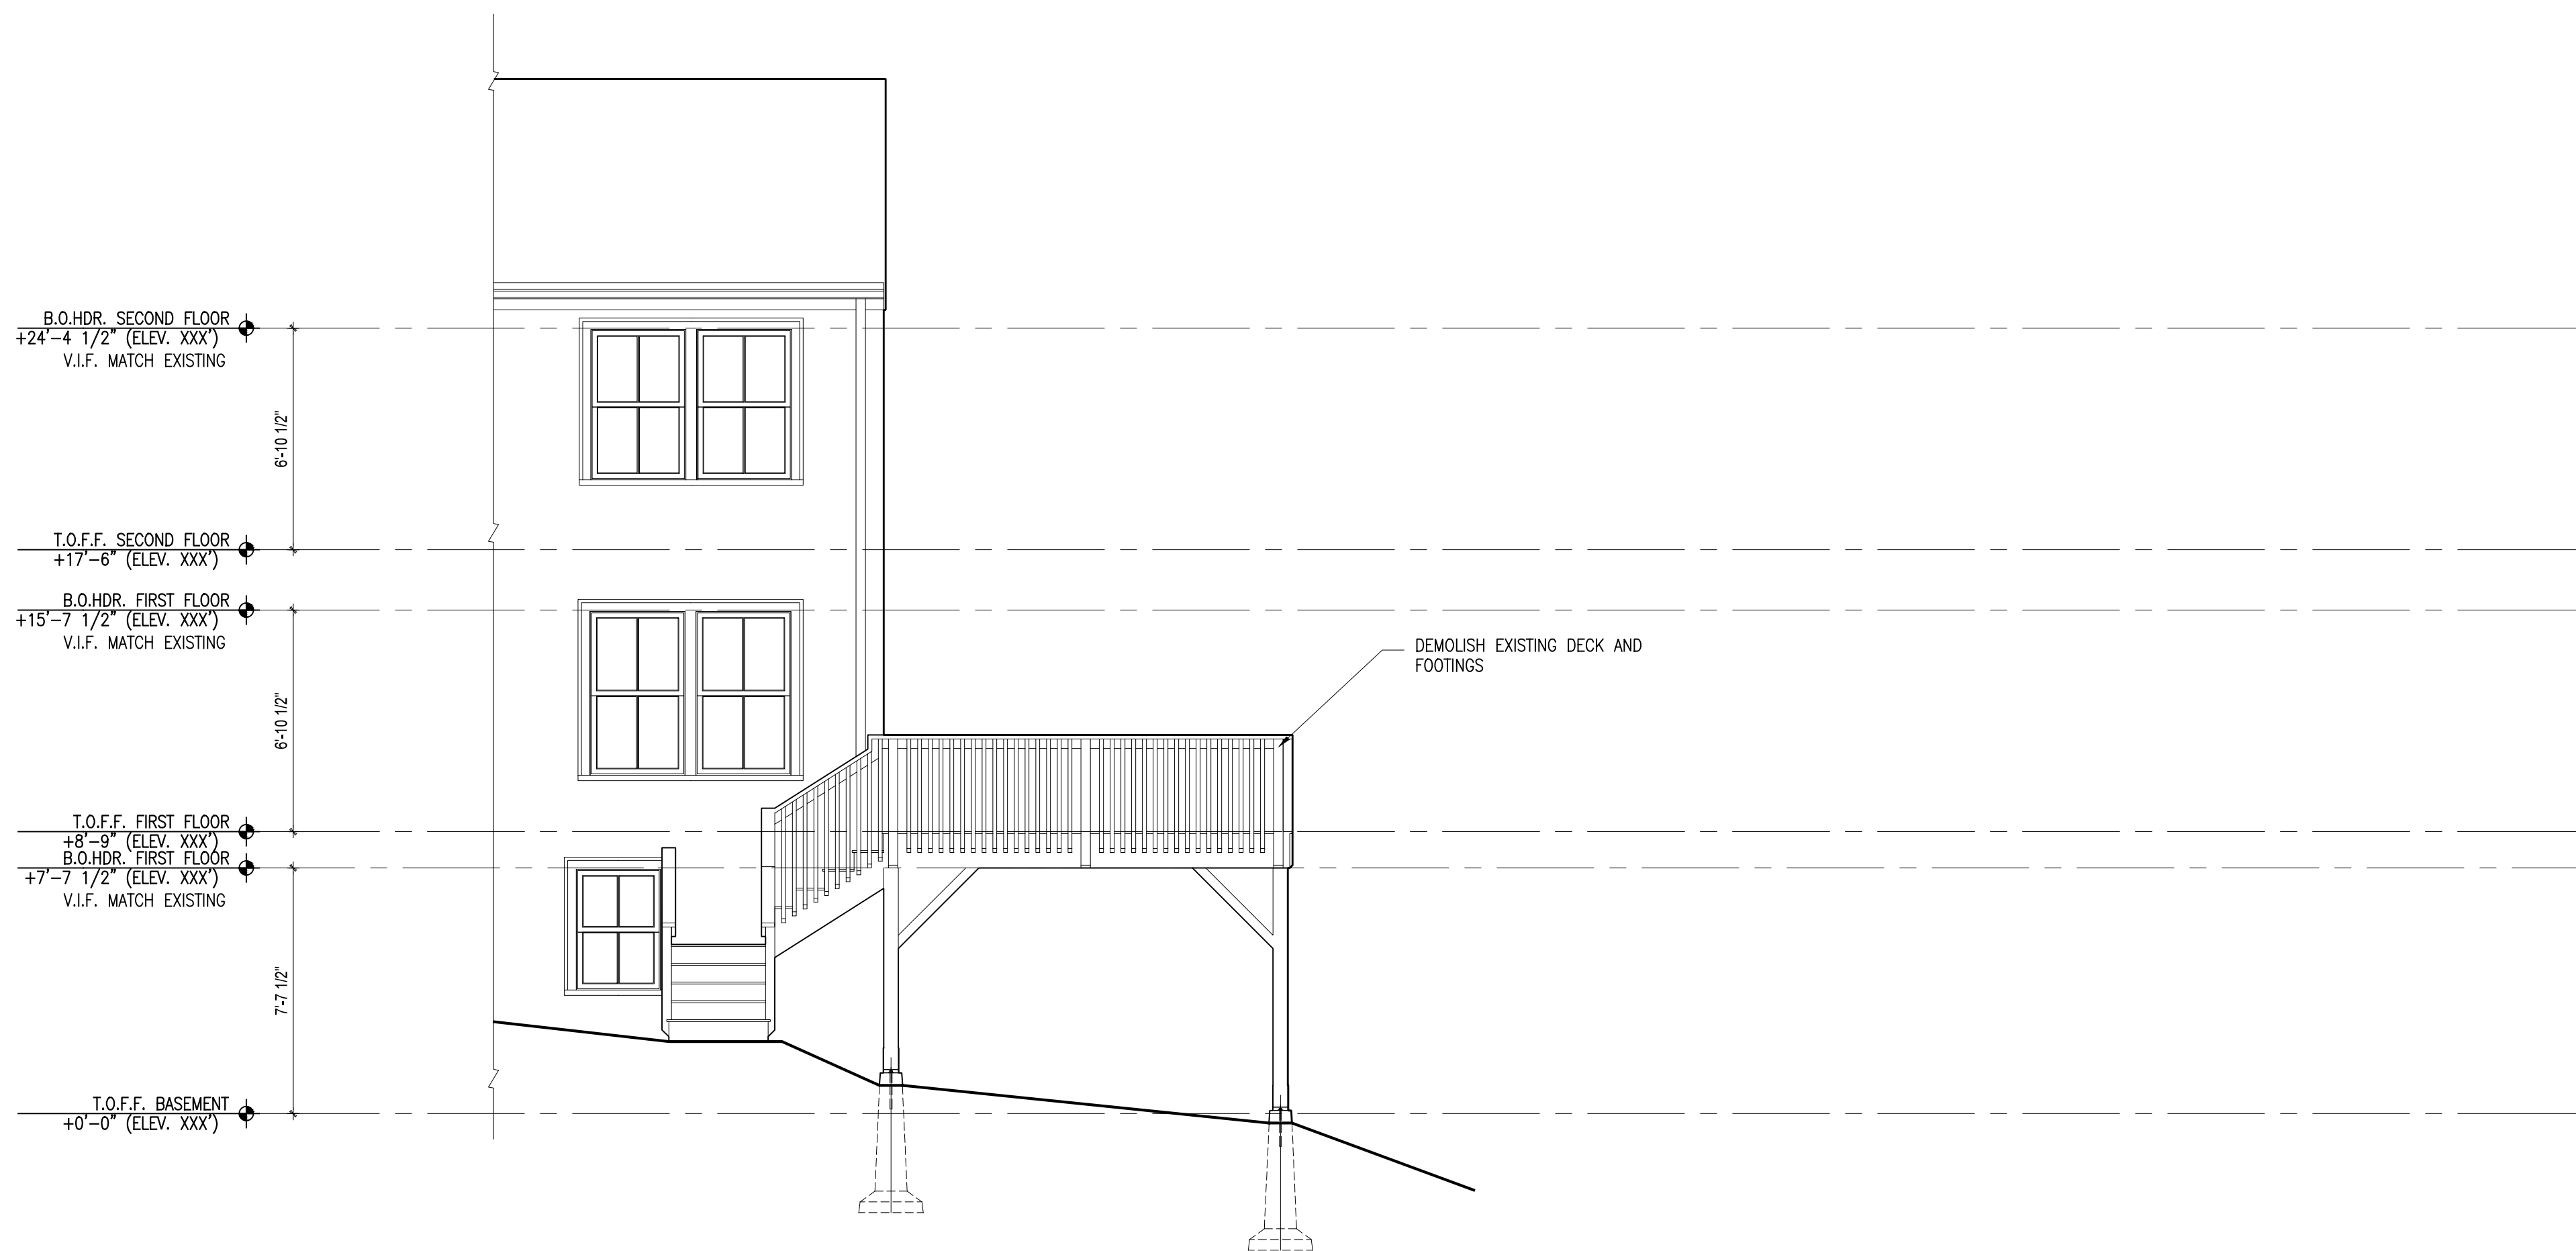 B.O.HDR. SECOND FLOOR
+24'-4 1/2" (ELEV. XXX')
V.I.F. MATCH EXISTING
6'-10 1/2"
T.O.F.F. SECOND FLOOR
+17'-6" (ELEV. XXX')
B.O.HDR. FIRST FLOOR
+15'-7 1/2" (ELEV. XXX')
V.I.F. MATCH EXISTING
DEMOLISH EXISTING DECK AND
FOOTINGS
6'-10 1/2"
T.O.F.F. FIRST FLOOR
+8'-9" (ELEV. XXX')
B.O.HDR. FIRST FLOOR
+7'-7 1/2" (ELEV. XXX')
V.I.F. MATCH EXISTING
7'-7 1/2"
T.O.F.F. BASEMENT
+0'-0" (ELEV. XXX')